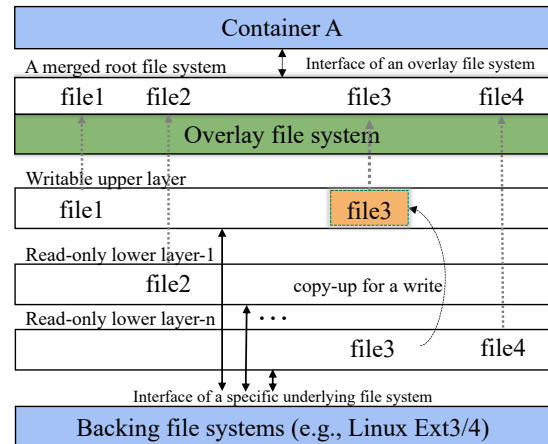 Container A
A merged root file system
Interface of an overlay file system
file1 file2 file3 file4
Overlay file system
Writable upper layer
file1 file3
Read-only lower layer-1
file2
copy-up for a write
...
Read-only lower layer-n
file3 file4
Interface of a specific underlying file system
Backing file systems (e.g., Linux Ext3/4)